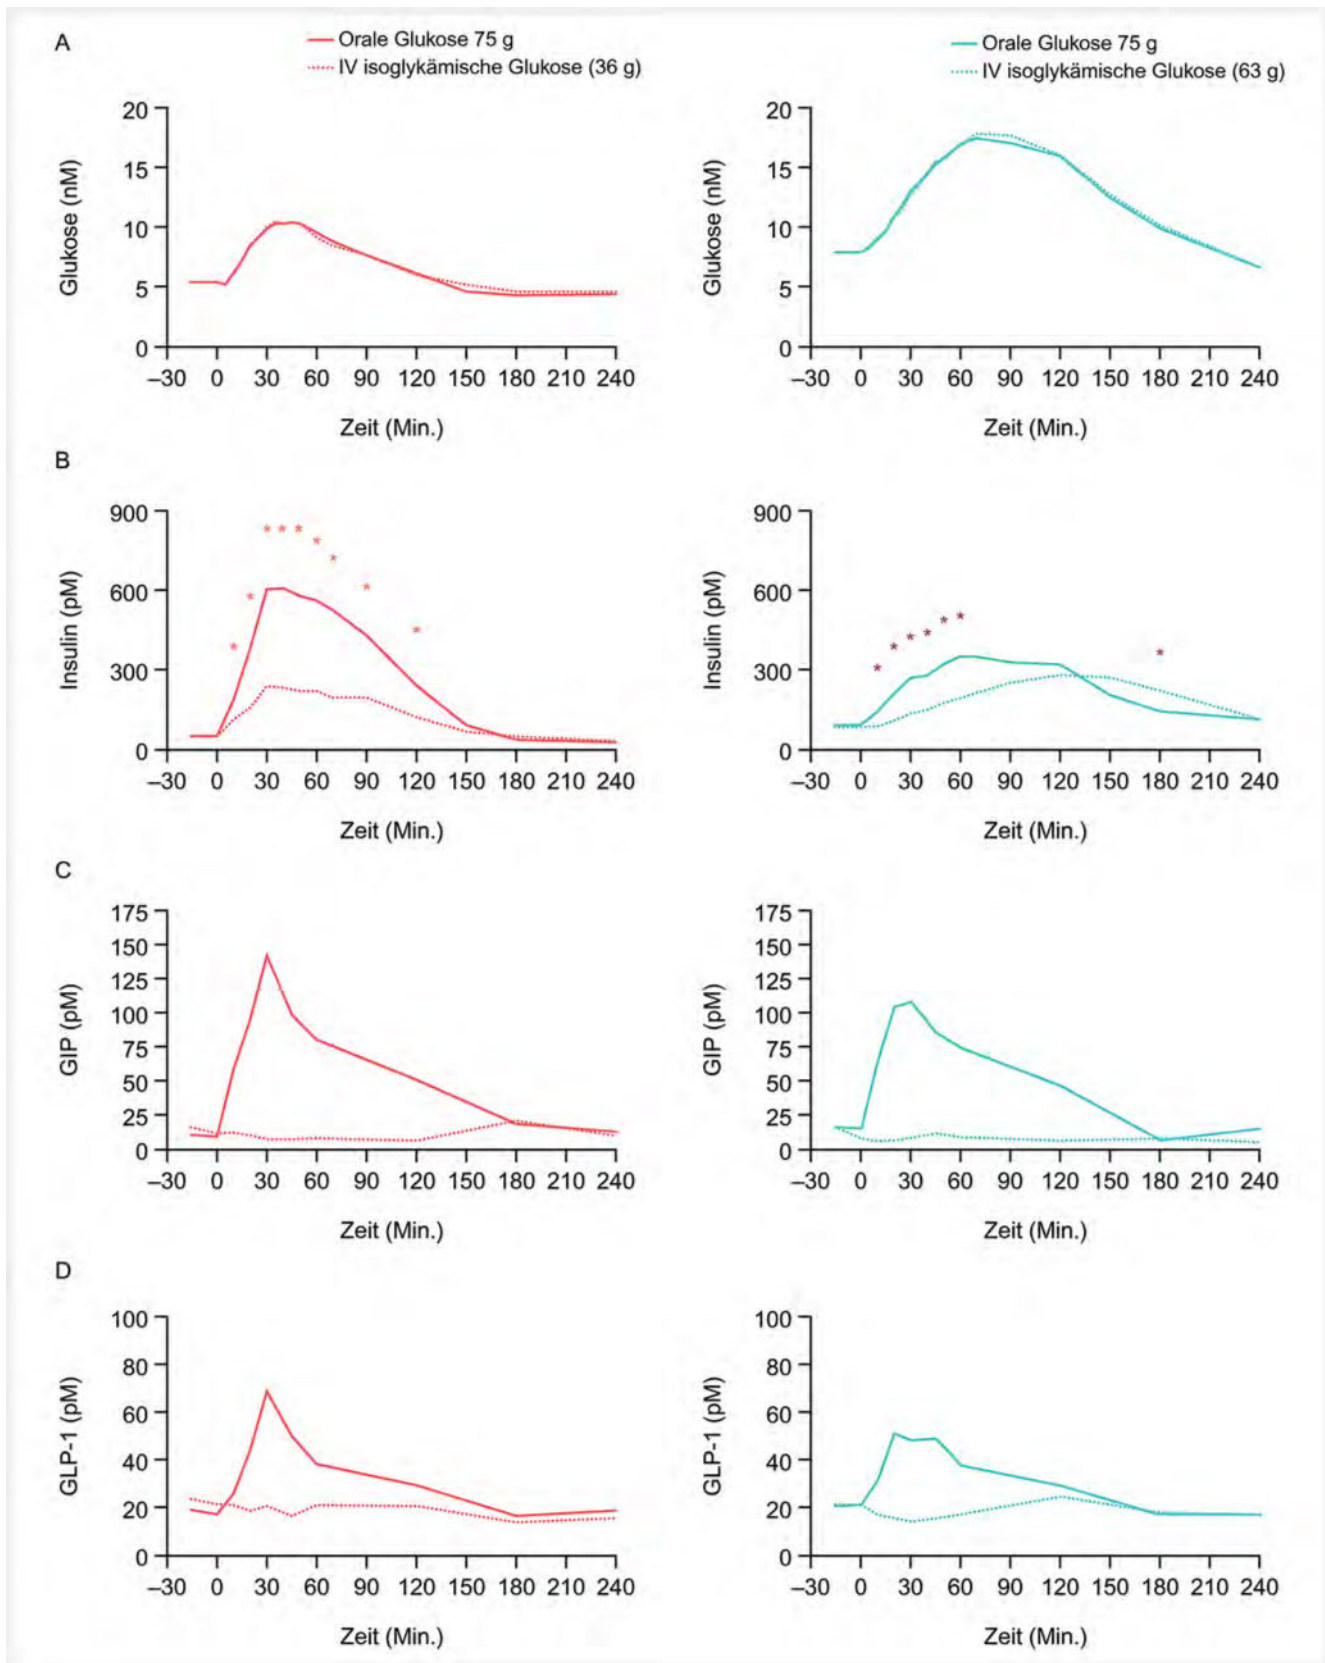 A
Orale Glukose 75 g
IV isoglykämische Glukose (36 g)
Orale Glukose 75 g
IV isoglykämische Glukose (63 g)
20
15
10
5
0
Glukose (nM)
–30 0 30 60 90 120 150 180 210 240
Zeit (Min.)
20
15
10
5
0
Glukose (nM)
–30 0 30 60 90 120 150 180 210 240
Zeit (Min.)
B
900
600
300
0
Insulin (pM)
* * * * * * * * *
–30 0 30 60 90 120 150 180 210 240
Zeit (Min.)
900
600
300
0
Insulin (pM)
* * * * * * *
–30 0 30 60 90 120 150 180 210 240
Zeit (Min.)
C
175
150
125
100
75
50
25
0
GIP (pM)
–30 0 30 60 90 120 150 180 210 240
Zeit (Min.)
175
150
125
100
75
50
25
0
GIP (pM)
–30 0 30 60 90 120 150 180 210 240
Zeit (Min.)
D
100
80
60
40
20
0
GLP-1 (pM)
–30 0 30 60 90 120 150 180 210 240
Zeit (Min.)
100
80
60
40
20
0
GLP-1 (pM)
–30 0 30 60 90 120 150 180 210 240
Zeit (Min.)